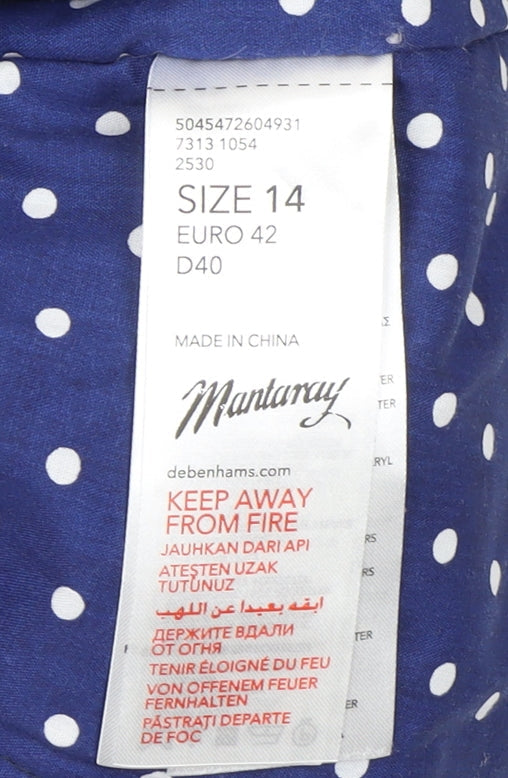 5045472604931
7313 1054
2530
SIZE 14
EURO 42
D40
MADE IN CHINA
Mantaray
debenhams.com
KEEP AWAY
FROM FIRE
JAUHKAN DARI API
ATEŞTEN UZAK
TUTUNUZ
ابقه بعيدا عن اللهب
ДЕРЖИТЕ ВДАЛИ
ОТ ОГНЯ
TENIR ÉLOIGNÉ DU FEU
VON OFFENEM FEUER
FERNHALTEN
PĂSTRAȚI DEPARTE
DE FOC